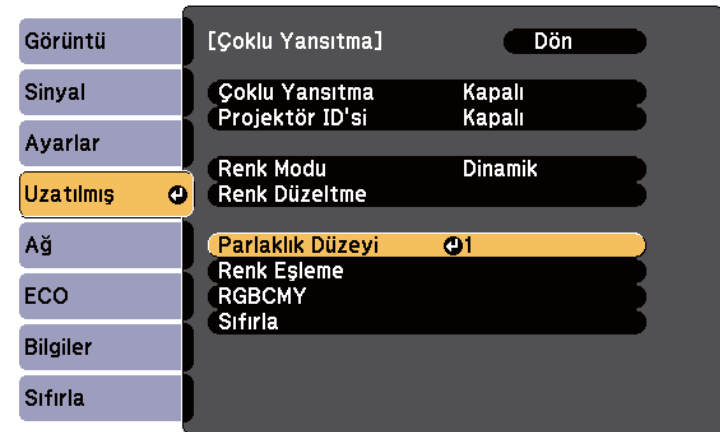 Görüntü
Sinyal
Ayarlar
Uzatılmış
Ağ
ECO
Bilgiler
Sıfırla
[Çoklu Yansıtma] Dön
Çoklu Yansıtma Kapalı
Projektör ID'si Kapalı
Renk Modu Dinamik
Renk Düzeltme
Parlaklık Düzeyi 1
Renk Eşleme
RGBCMY
Sıfırla